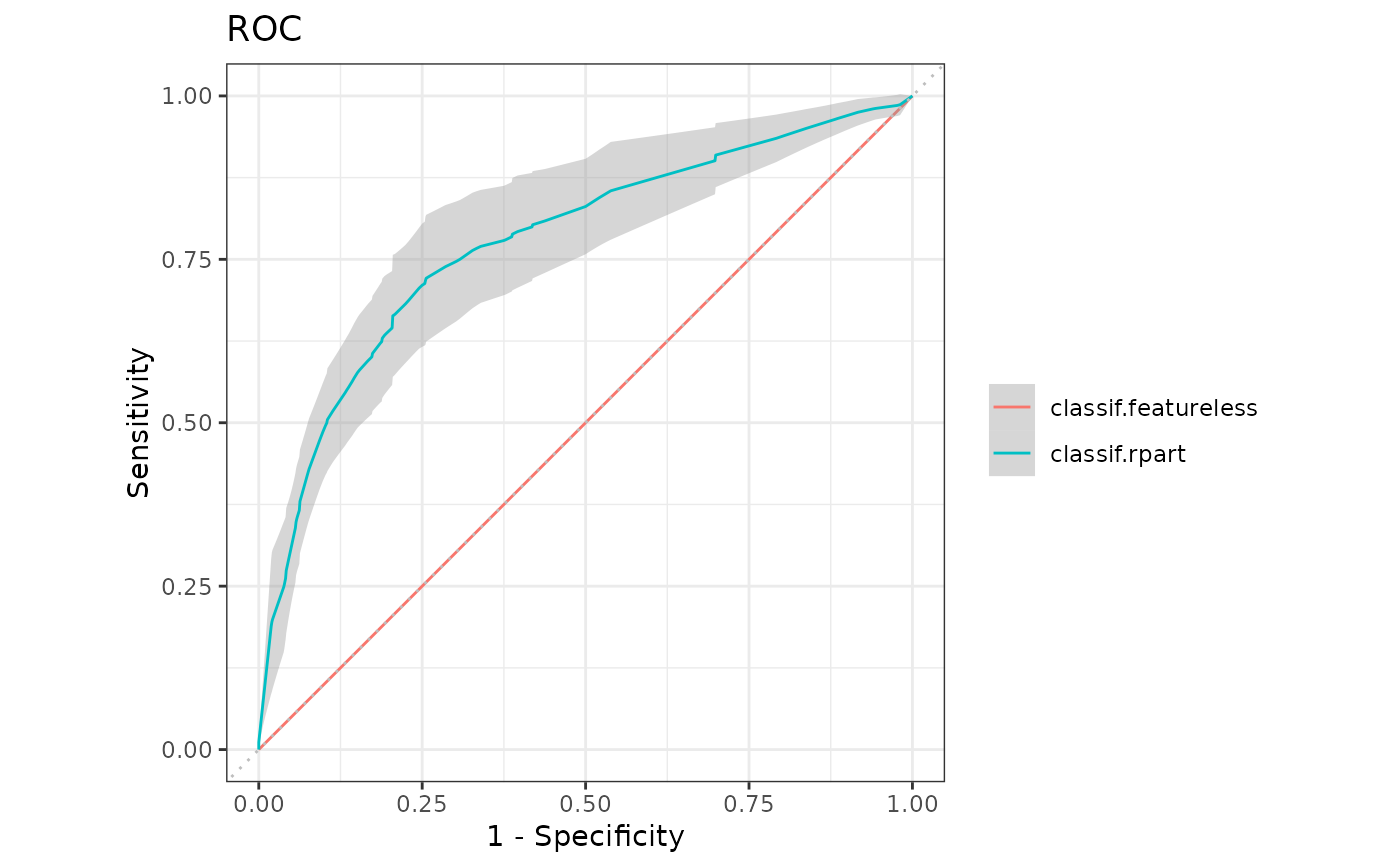 ROC
1.00
0.75
0.50
0.25
0.00
Sensitivity
0.00 0.25 0.50 0.75 1.00
1 - Specificity
classif.featureless
classif.rpart